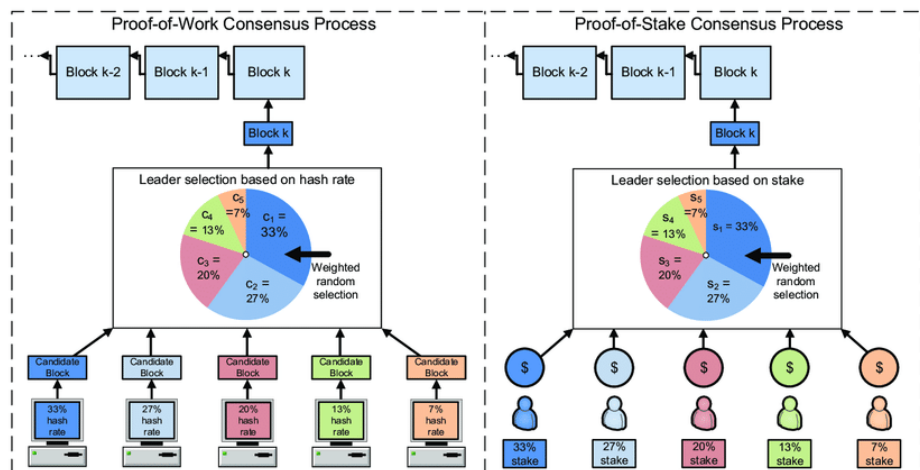 Proof-of-Work Consensus Process
Block k-2
Block k-1
Block k
Block k
Leader selection based on hash rate
c₅
=7%
c₁ =
33%
c₄
= 13%
c₃ =
20%
c₂ =
27%
Weighted
random
selection
Candidate
Block
Candidate
Block
Candidate
Block
Candidate
Block
Candidate
Block
33%
hash
rate
27%
hash
rate
20%
hash
rate
13%
hash
rate
7%
hash
rate
Proof-of-Stake Consensus Process
Block k-2
Block k-1
Block k
Block k
Leader selection based on stake
s₅
=7%
s₁ = 33%
s₄
= 13%
s₃ =
20%
s₂ =
27%
Weighted
random
selection
$
$
$
$
$
33%
stake
27%
stake
20%
stake
13%
stake
7%
stake